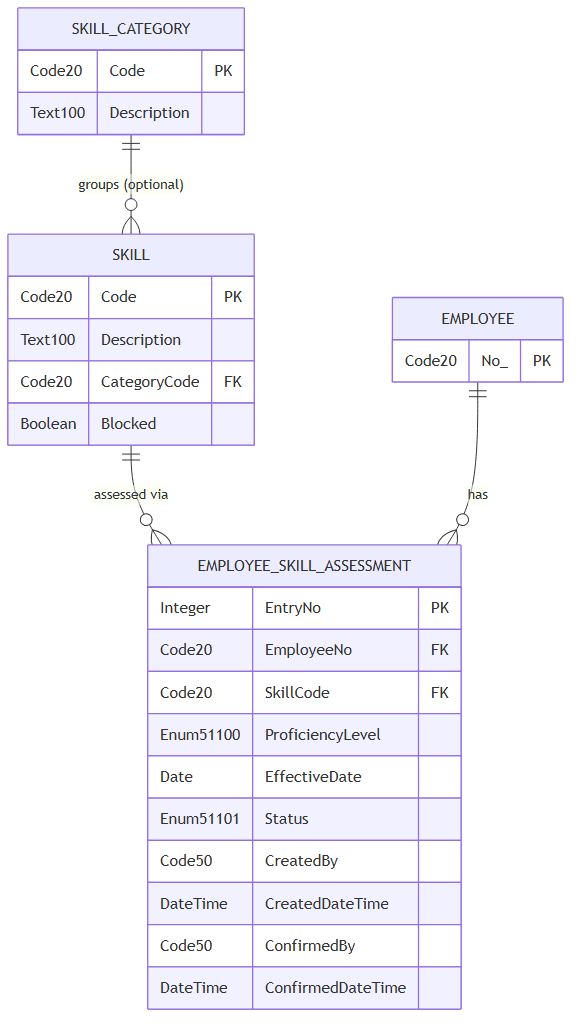 SKILL_CATEGORY
Code20 Code PK
Text100 Description
groups (optional)
SKILL
Code20 Code PK
Text100 Description
Code20 CategoryCode FK
Boolean Blocked
EMPLOYEE
Code20 No_ PK
assessed via
has
EMPLOYEE_SKILL_ASSESSMENT
Integer EntryNo PK
Code20 EmployeeNo FK
Code20 SkillCode FK
Enum51100 ProficiencyLevel
Date EffectiveDate
Enum51101 Status
Code50 CreatedBy
DateTime CreatedDateTime
Code50 ConfirmedBy
DateTime ConfirmedDateTime